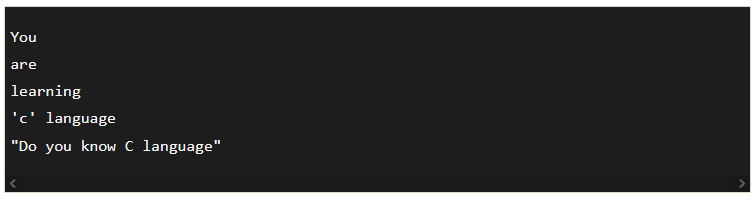 You
are
learning
'c' language
"Do you know C language"